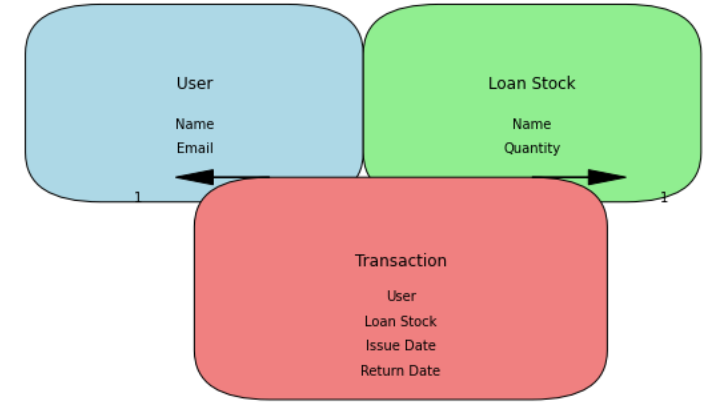 User
Name
Email
1
Loan Stock
Name
Quantity
1
Transaction
User
Loan Stock
Issue Date
Return Date